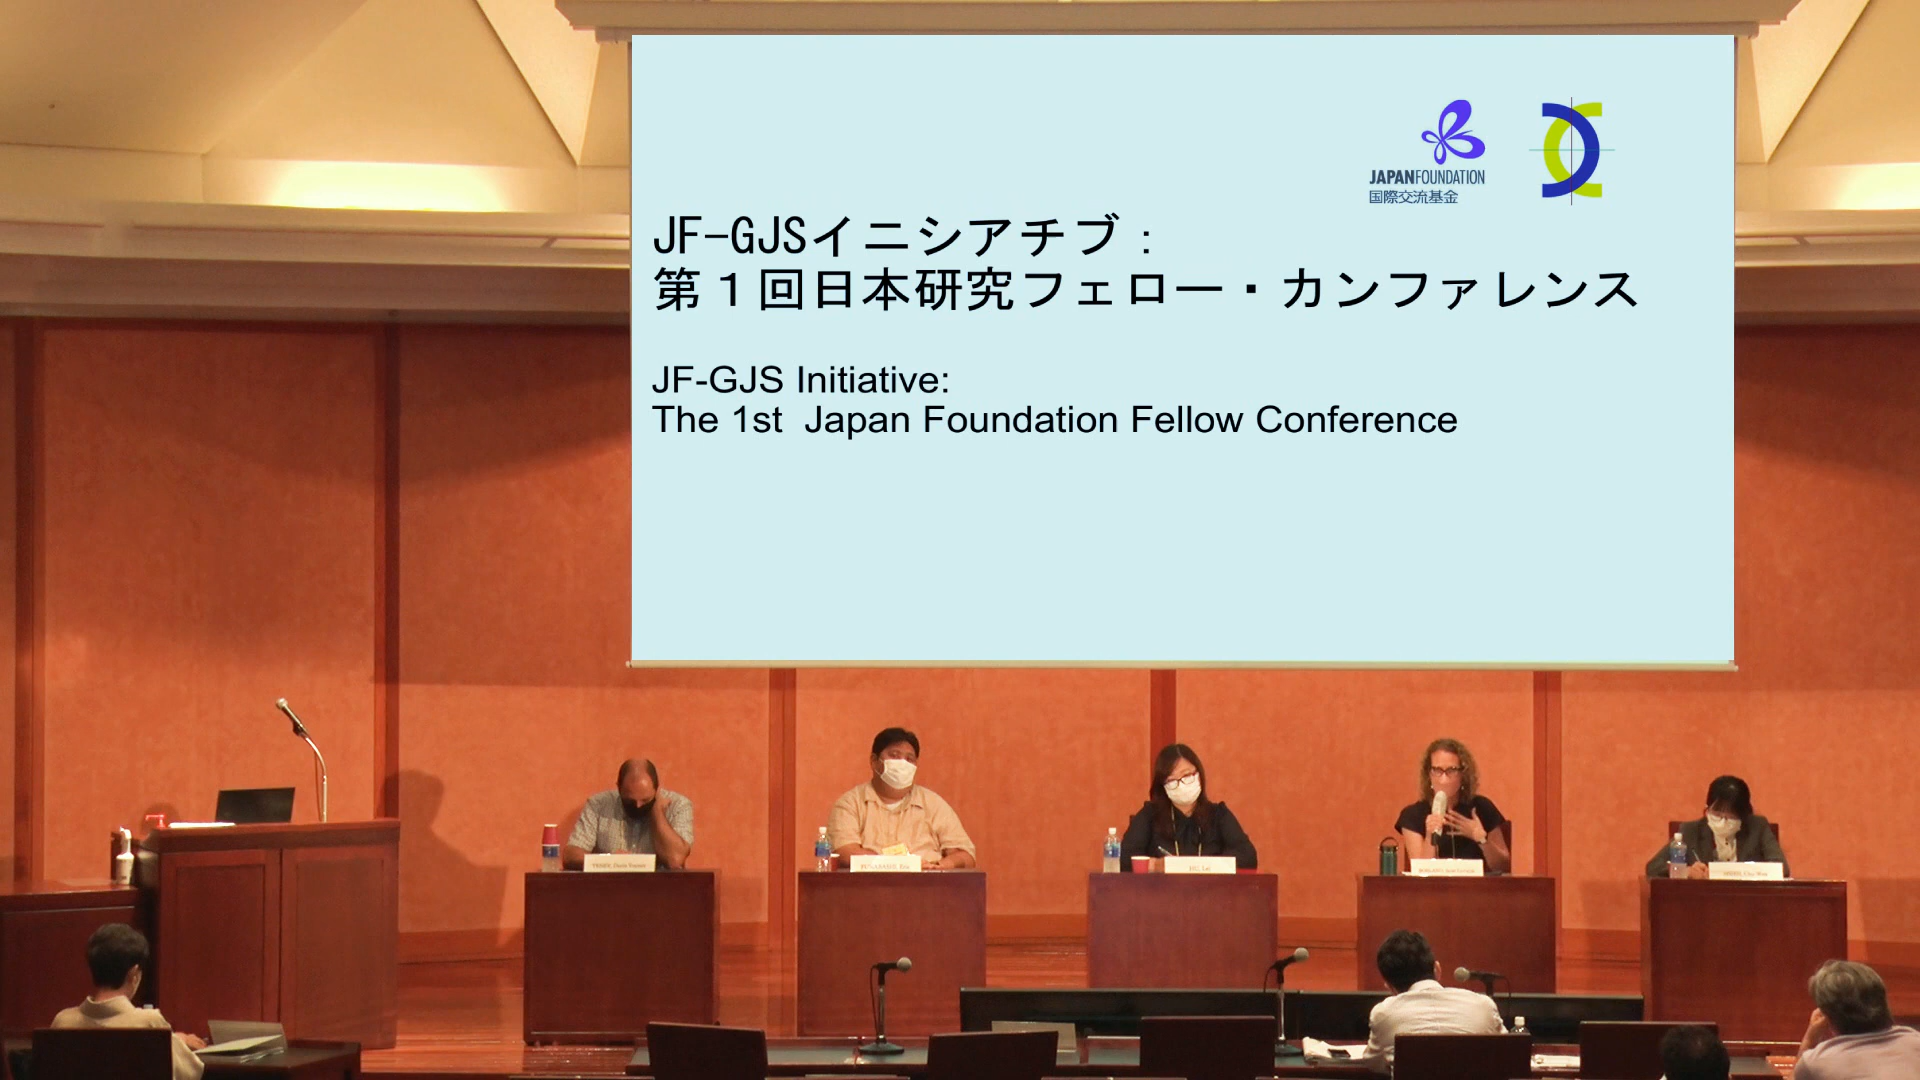 JAPANFOUNDATION
国際交流基金
JF-GJSイニシアチブ：
第１回日本研究フェロー・カンファレンス
JF-GJS Initiative:
The 1st Japan Foundation Fellow Conference